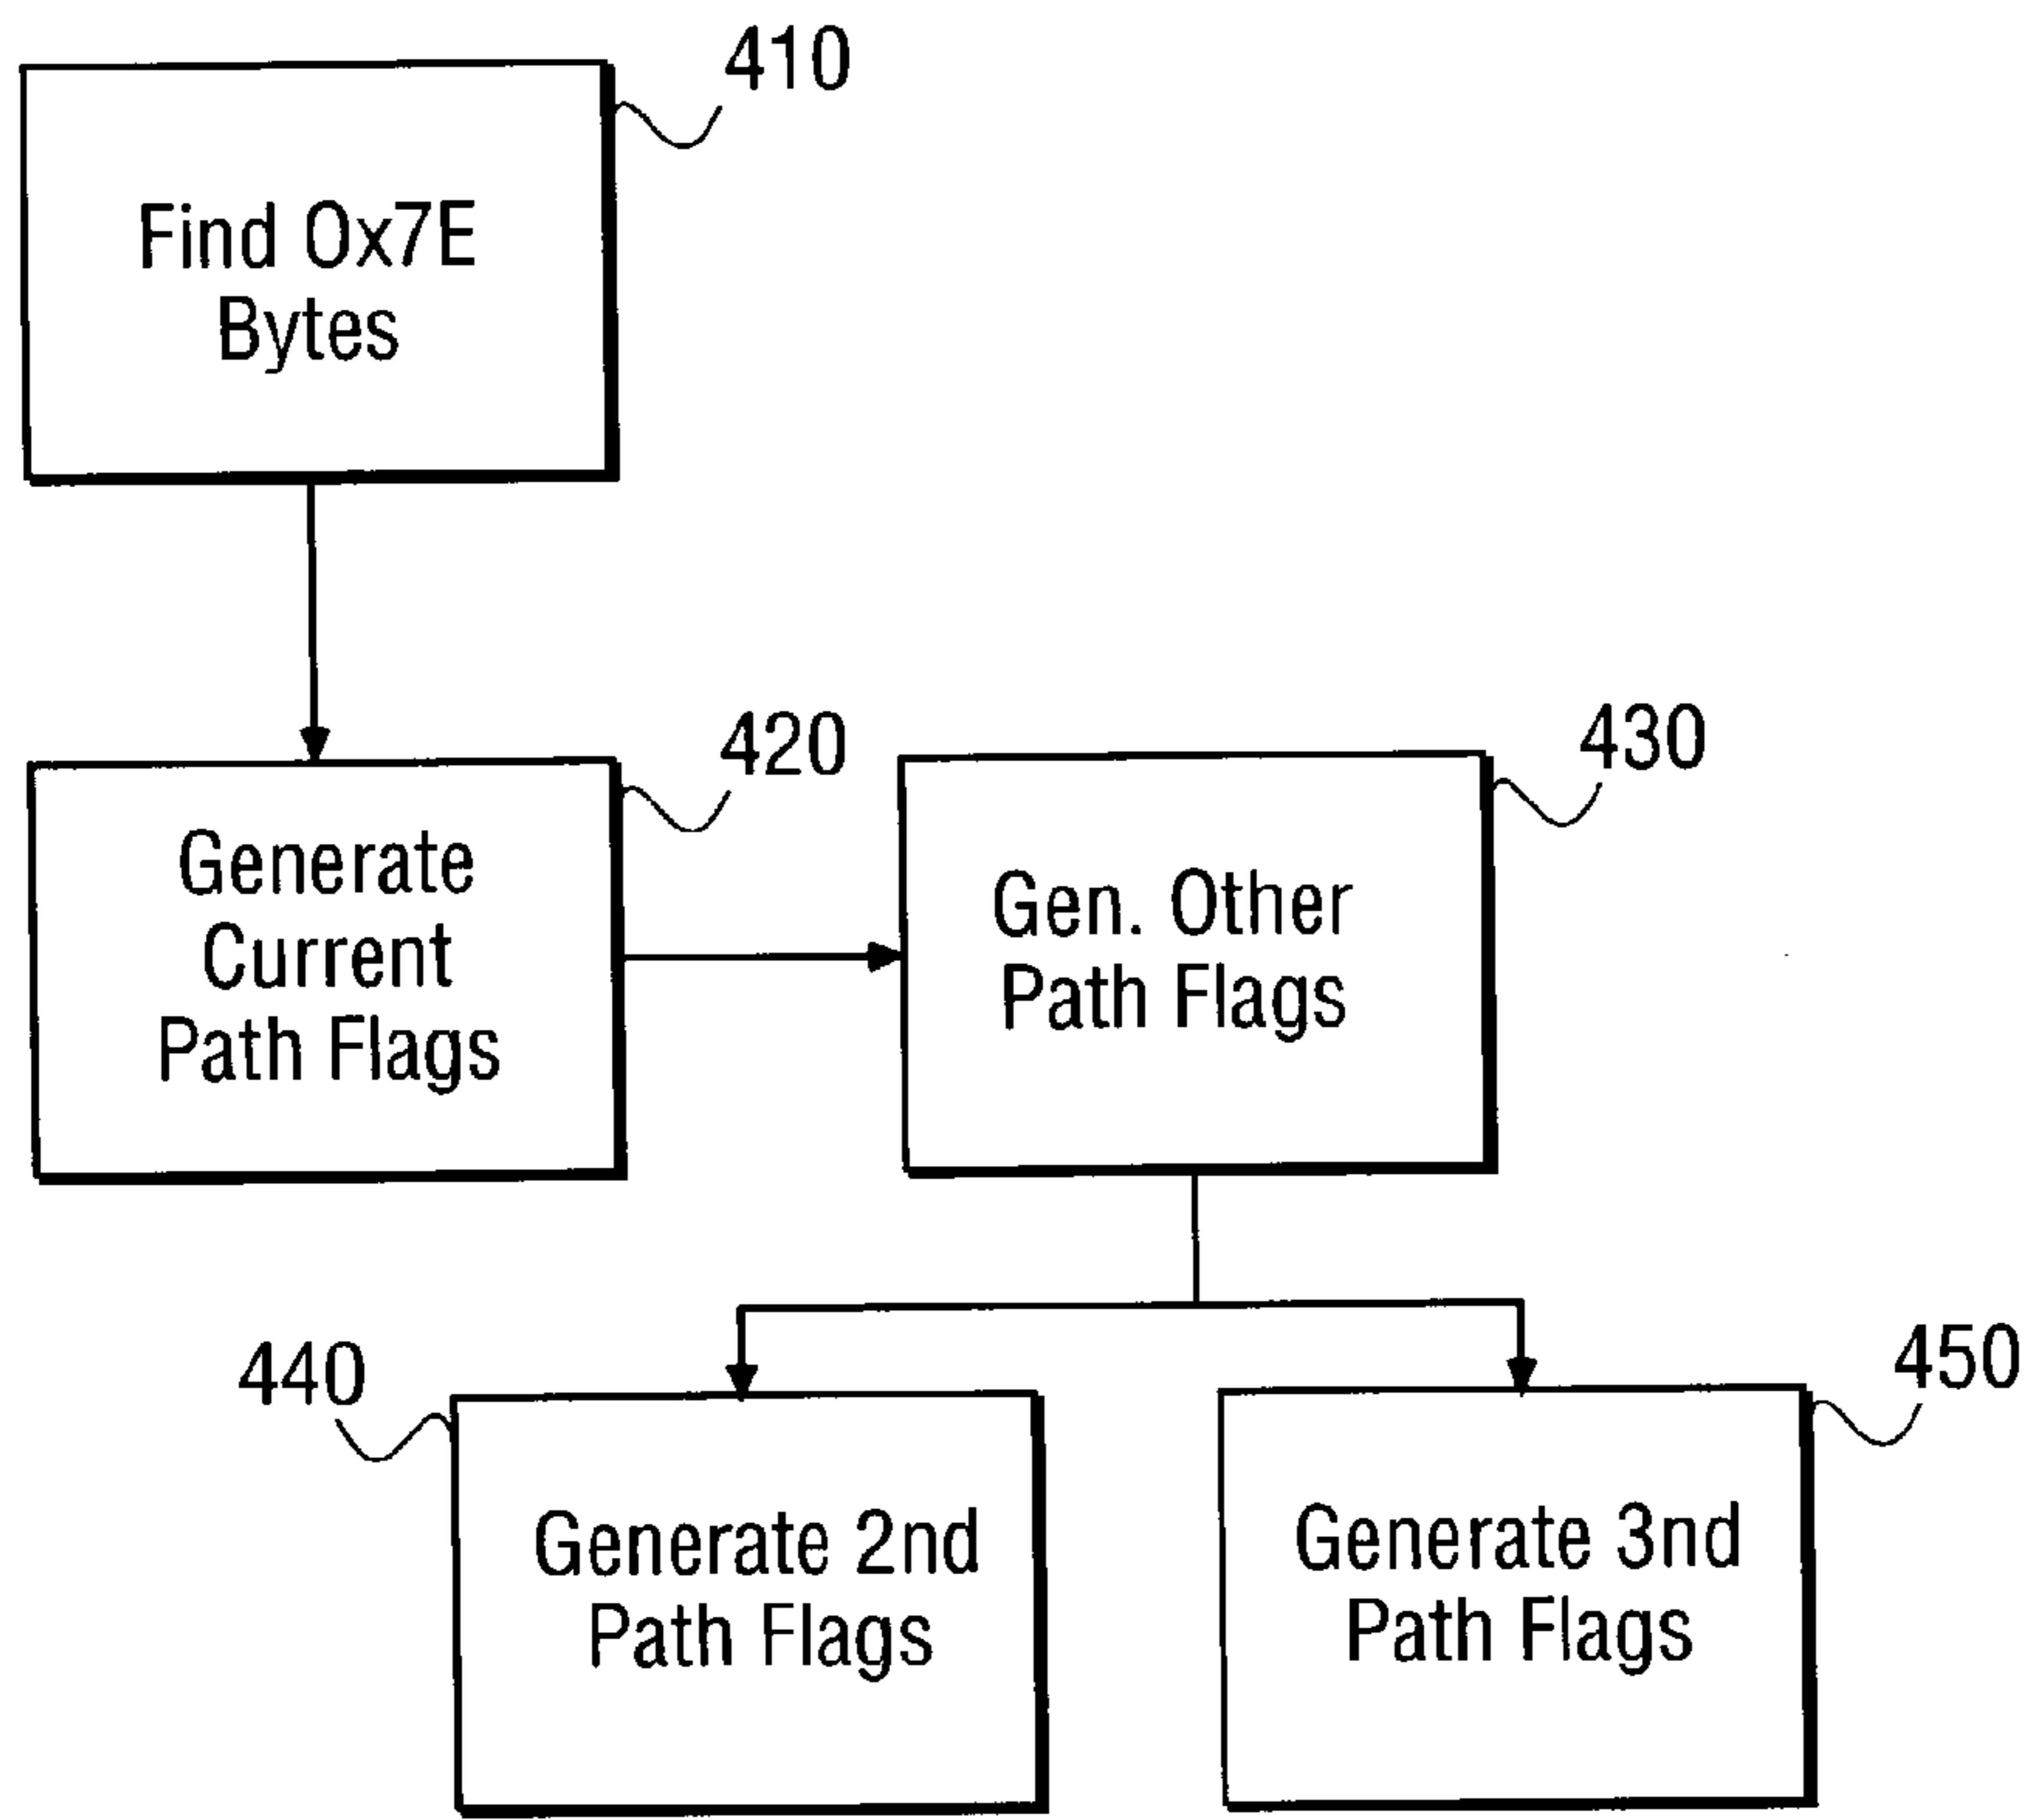 410
Find 0x7E
Bytes
420
Generate
Current
Path Flags
430
Gen. Other
Path Flags
440
Generate 2nd
Path Flags
450
Generate 3nd
Path Flags